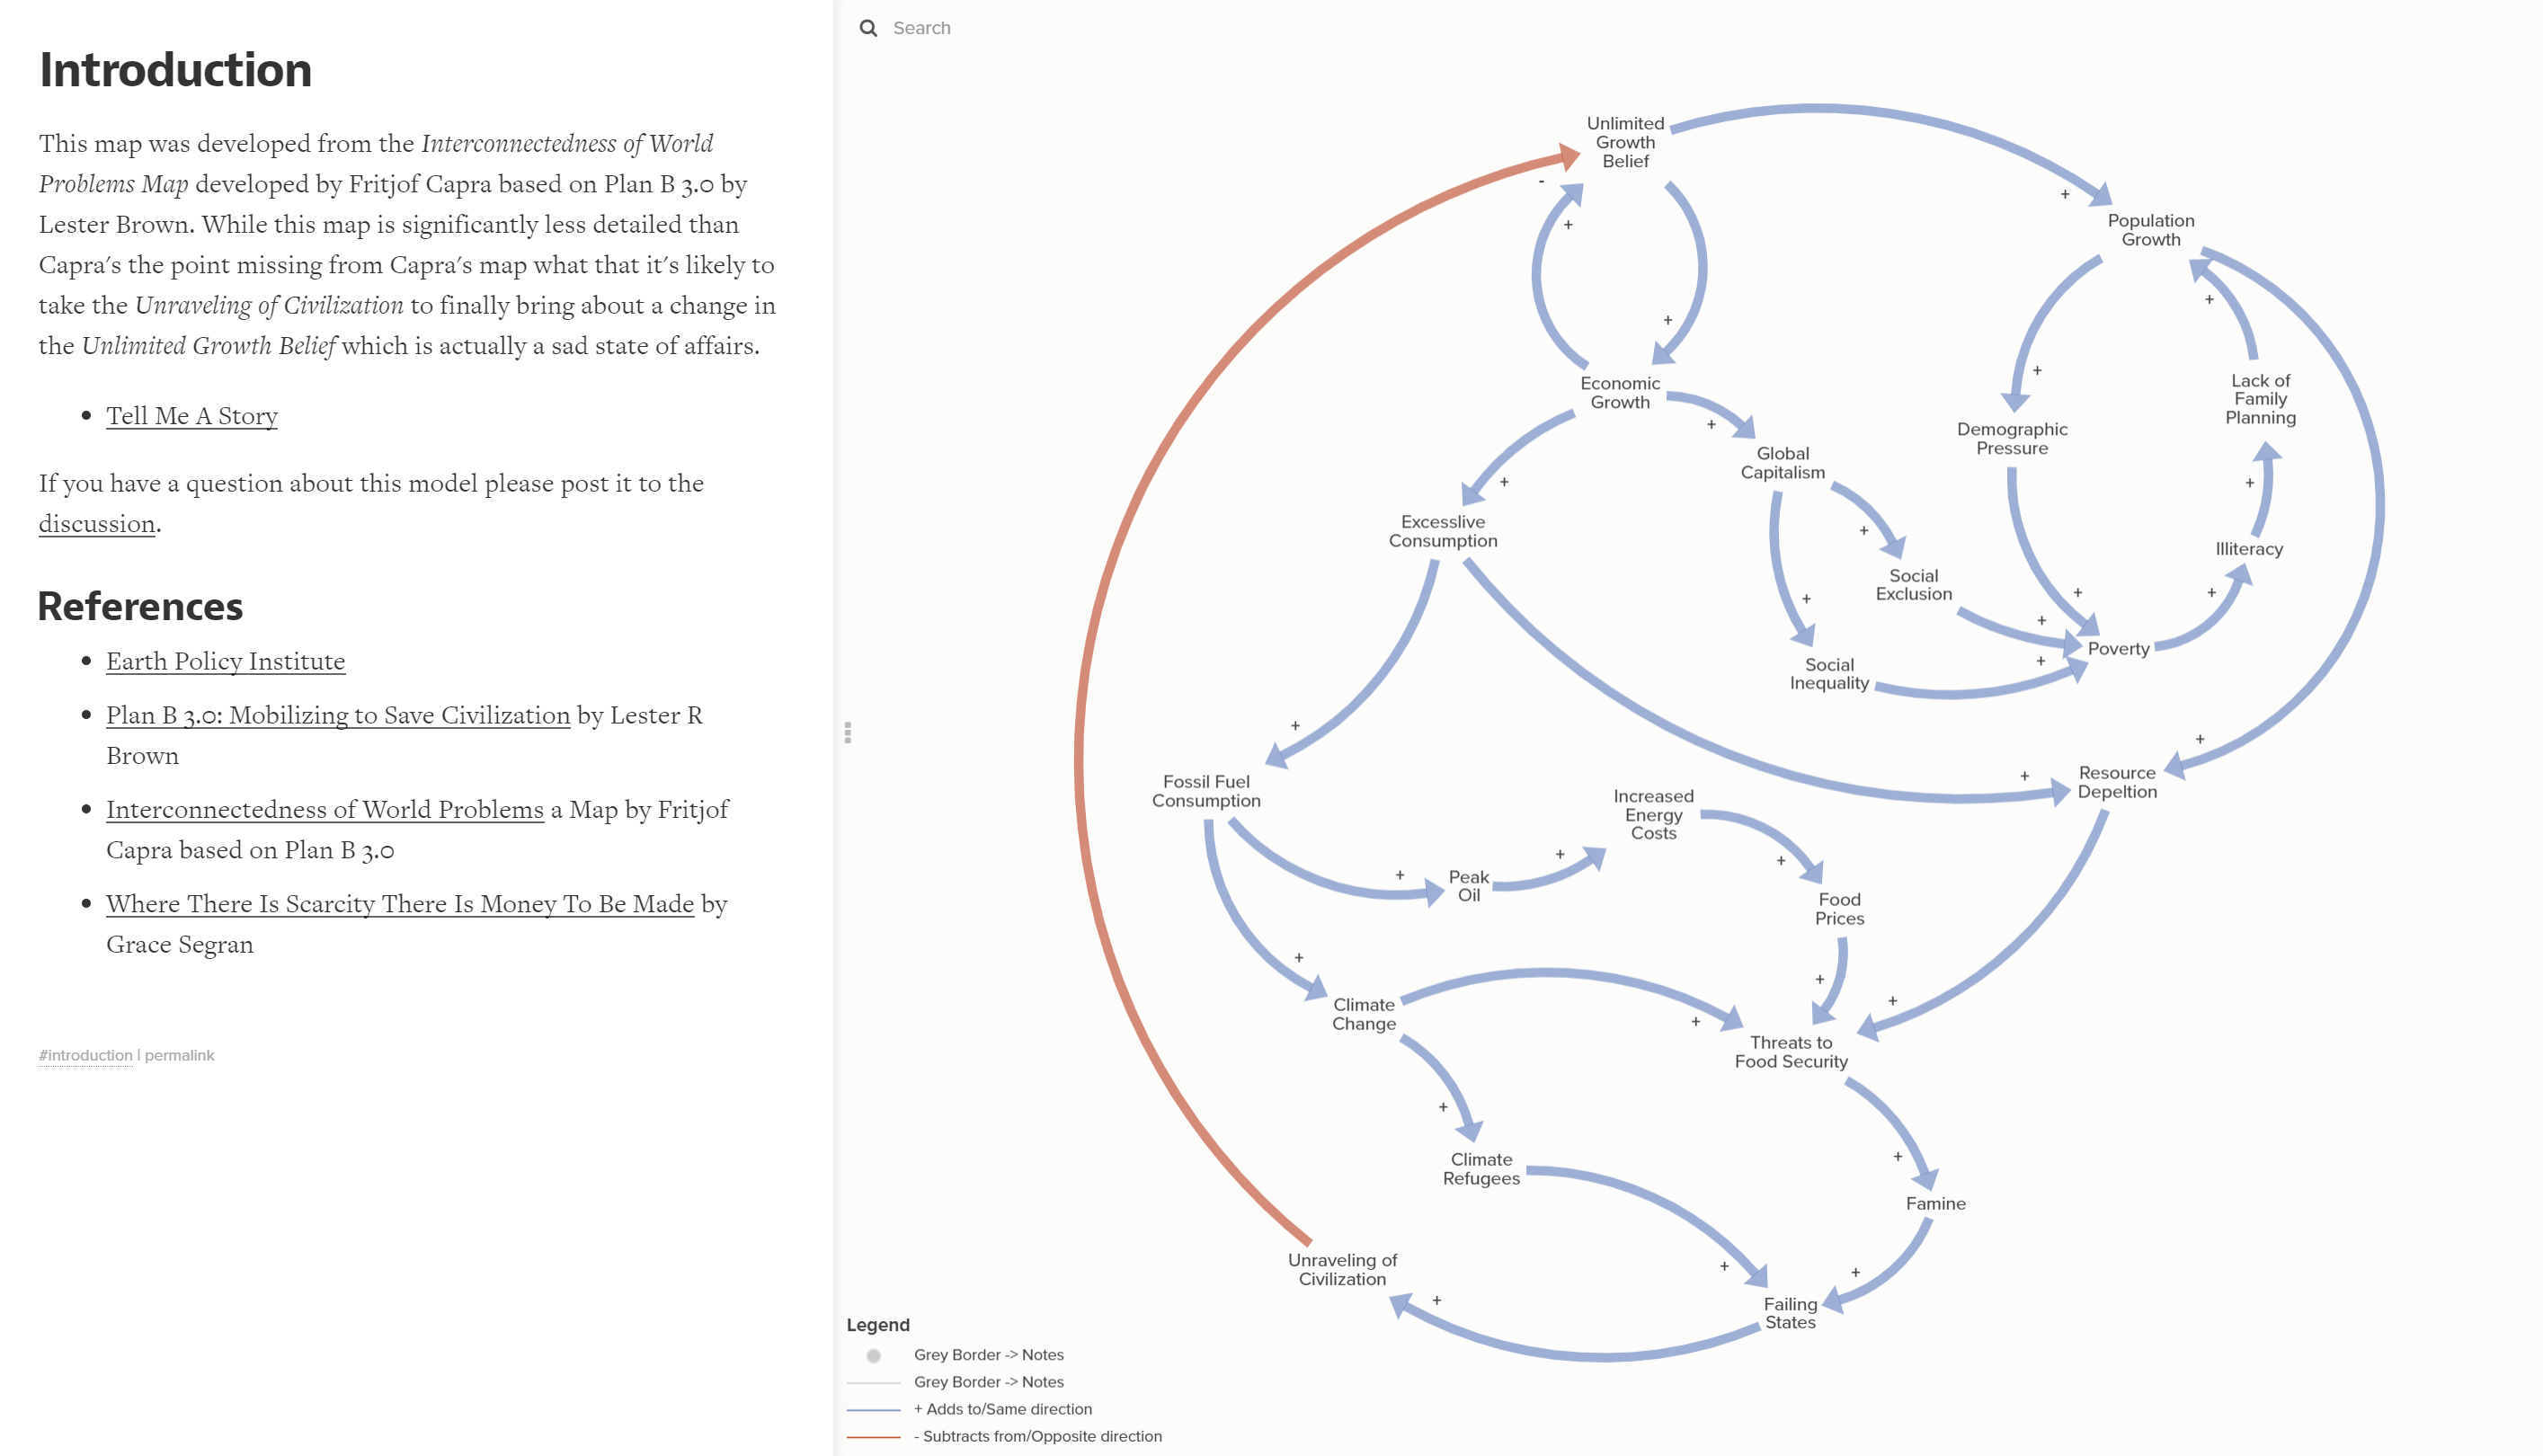 Introduction
This map was developed from the Interconnectedness of World
Problems Map developed by Fritjof Capra based on Plan B 3.0 by
Lester Brown. While this map is significantly less detailed than
Capra's the point missing from Capra's map what that it's likely to
take the Unraveling of Civilization to finally bring about a change in
the Unlimited Growth Belief which is actually a sad state of affairs.
• Tell Me A Story
If you have a question about this model please post it to the
discussion.
References
• Earth Policy Institute
• Plan B 3.0: Mobilizing to Save Civilization by Lester R
Brown
• Interconnectedness of World Problems a Map by Fritjof
Capra based on Plan B 3.0
• Where There Is Scarcity There Is Money To Be Made by
Grace Segran
#introduction | permalink
Search
Unlimited
Growth
Belief
-
+
+
Population
Growth
+
+
+
Economic
Growth
+
Lack of
Family
Planning
Demographic
Pressure
Global
Capitalism
+
+
Excesslive
Consumption
+
Illiteracy
Social
Exclusion
+
+
+
+
Poverty
+
Social
Inequality
+
+
Resource
Depeltion
+
Fossil Fuel
Consumption
Increased
Energy
Costs
+
+
+
Peak
Oil
Food
Prices
+
+
+
Climate
Change
+
Threats to
Food Security
+
+
Climate
Refugees
Famine
Unraveling of
Civilization
+
+
+
Failing
States
Legend
Grey Border -> Notes
Grey Border -> Notes
+ Adds to/Same direction
- Subtracts from/Opposite direction